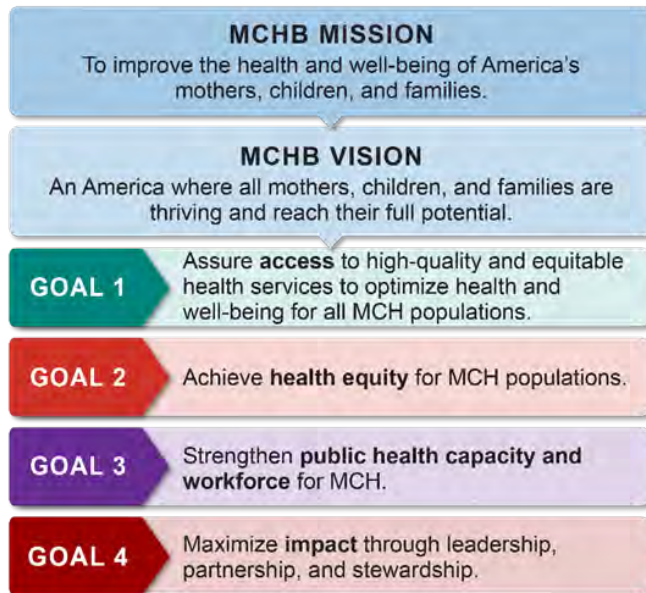 MCHB MISSION
To improve the health and well-being of America's
mothers, children, and families.
MCHB VISION
An America where all mothers, children, and families are
thriving and reach their full potential.
GOAL 1
Assure access to high-quality and equitable
health services to optimize health and
well-being for all MCH populations.
GOAL 2
Achieve health equity for MCH populations.
GOAL 3
Strengthen public health capacity and
workforce for MCH.
GOAL 4
Maximize impact through leadership,
partnership, and stewardship.